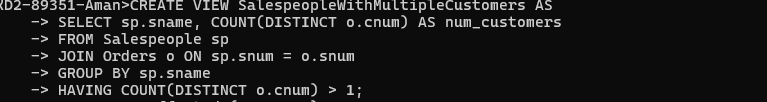 KD2-89351-Aman>CREATE VIEW SalespeopleWithMultipleCustomers AS
-> SELECT sp.sname, COUNT(DISTINCT o.cnum) AS num_customers
-> FROM Salespeople sp
-> JOIN Orders o ON sp.snum = o.snum
-> GROUP BY sp.sname
-> HAVING COUNT(DISTINCT o.cnum) > 1;